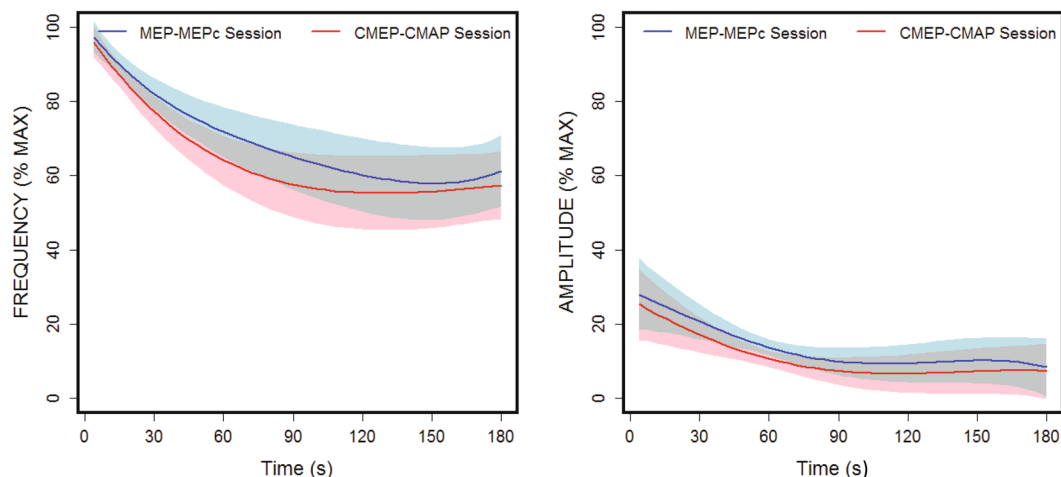 MEP-MEPc Session CMEP-CMAP Session
FREQUENCY (% MAX)
100
80
60
40
20
0
0 30 60 90 120 150 180
Time (s)
MEP-MEPc Session CMEP-CMAP Session
AMPLITUDE (% MAX)
100
80
60
40
20
0
0 30 60 90 120 150 180
Time (s)